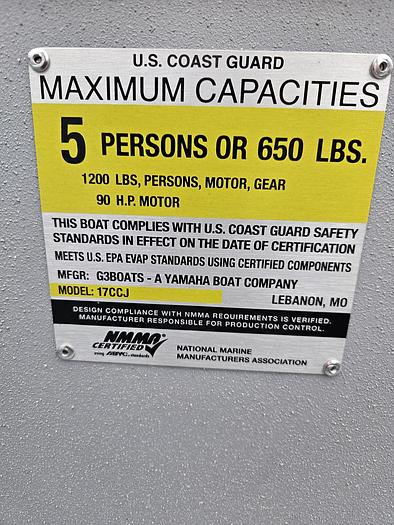 U.S. COAST GUARD
MAXIMUM CAPACITIES
5 PERSONS OR 650 LBS.
1200 LBS, PERSONS, MOTOR, GEAR
90 H.P. MOTOR
THIS BOAT COMPLIES WITH U.S. COAST GUARD SAFETY
STANDARDS IN EFFECT ON THE DATE OF CERTIFICATION
MEETS U.S. EPA EVAP STANDARDS USING CERTIFIED COMPONENTS
MFGR: G3BOATS - A YAMAHA BOAT COMPANY
MODEL: 17CCJ
LEBANON, MO
DESIGN COMPLIANCE WITH NMMA REQUIREMENTS IS VERIFIED.
MANUFACTURER RESPONSIBLE FOR PRODUCTION CONTROL.
NMMA
CERTIFIED
using ABYC standards
NATIONAL MARINE
MANUFACTURERS ASSOCIATION